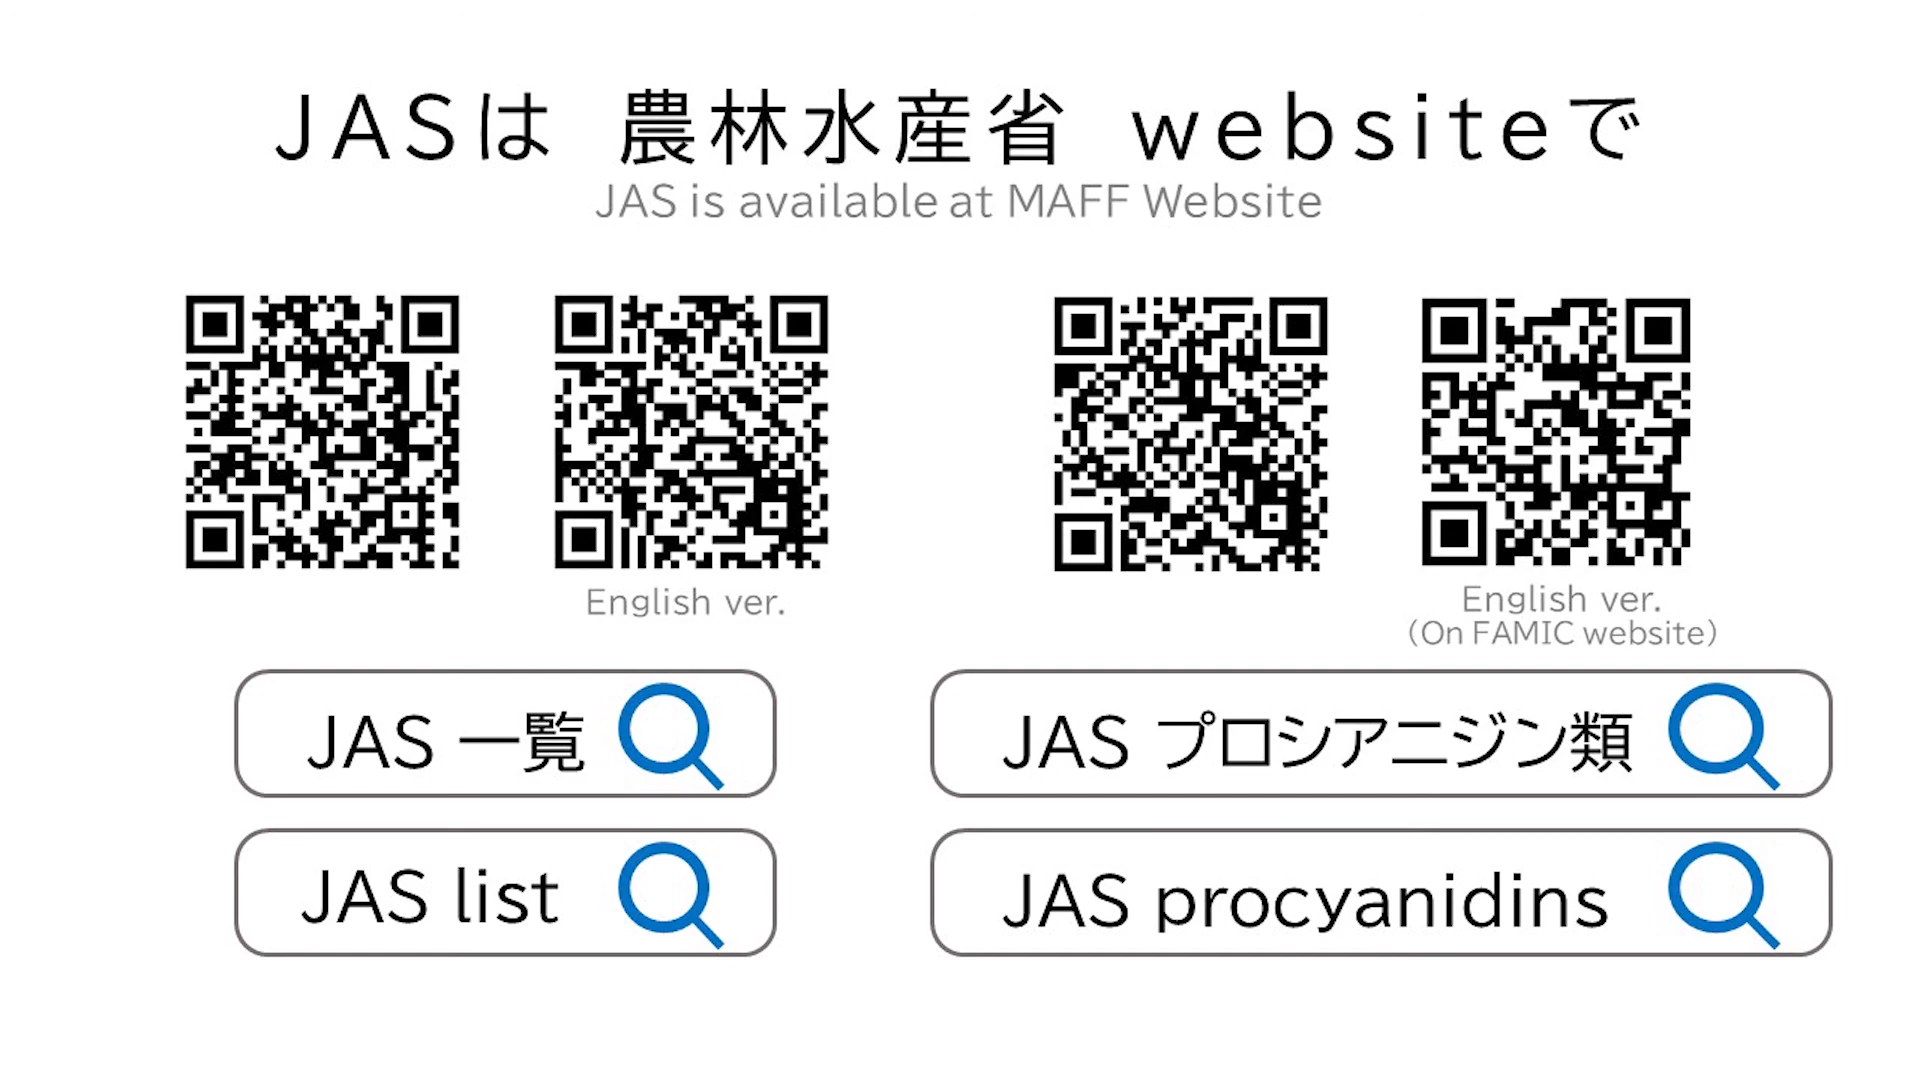 JASは 農林水産省 websiteで
JAS is available at MAFF Website
English ver.
English ver.
（On FAMIC website）
JAS 一覧
JAS プロシアニジン類
JAS list
JAS procyanidins